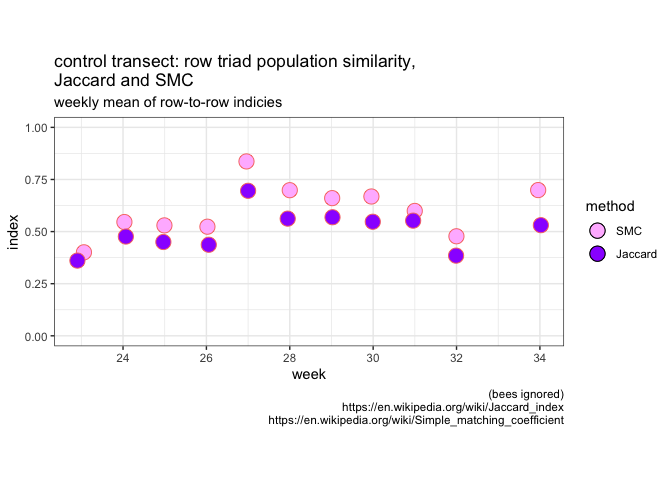 control transect: row triad population similarity,
Jaccard and SMC
weekly mean of row-to-row indicies
1.00
0.75
0.50
0.25
0.00
index
24 26 28 30 32 34
week
method
SMC
Jaccard
(bees ignored)
https://en.wikipedia.org/wiki/Jaccard_index
https://en.wikipedia.org/wiki/Simple_matching_coefficient